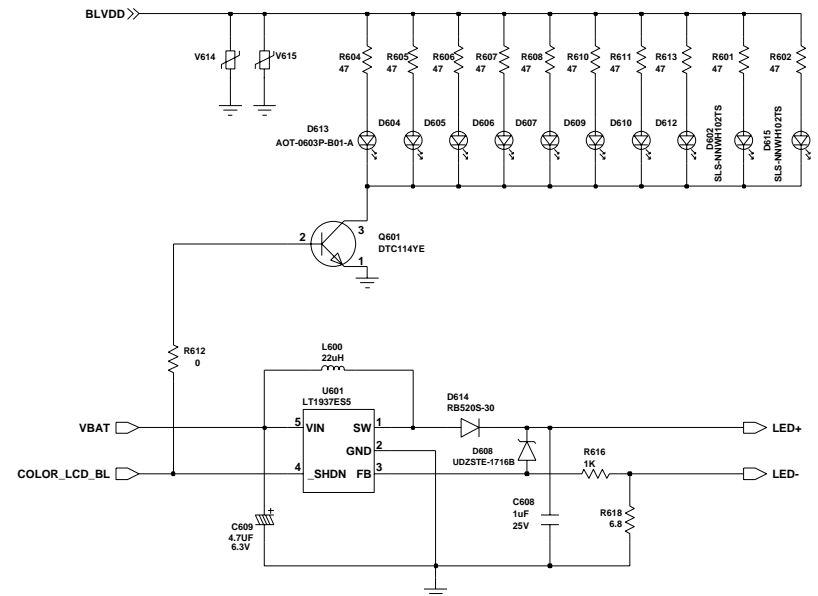 BLVDD
V614
V615
R604
47
R605
47
R606
47
R607
47
R608
47
R610
47
R611
47
R613
47
R601
47
R602
47
D613
AOT-0603P-B01-A
D604
D605
D606
D607
D609
D610
D612
D602
SLS-NNWH102TS
D615
SLS-NNWH102TS
2
3
1
Q601
DTC114YE
R612
0
L600
22uH
U601
LT1937ES5
VBAT
5
VIN
SW
1
GND
2
COLOR_LCD_BL
4
_SHDN
FB
3
D614
RB520S-30
LED+
D608
UDZSTE-1716B
R616
1K
LED-
C609
4.7UF
6.3V
+
C608
1uF
25V
R618
6.8